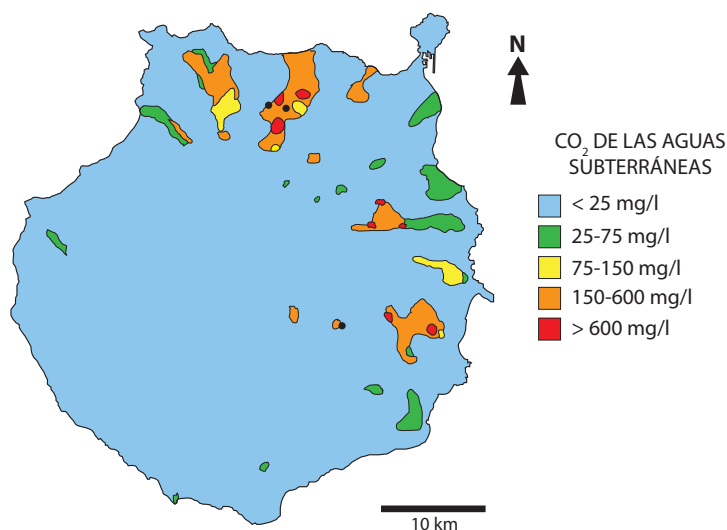 N
CO₂ DE LAS AGUAS
SUBTERRÁNEAS
< 25 mg/l
25-75 mg/l
75-150 mg/l
150-600 mg/l
> 600 mg/l
10 km